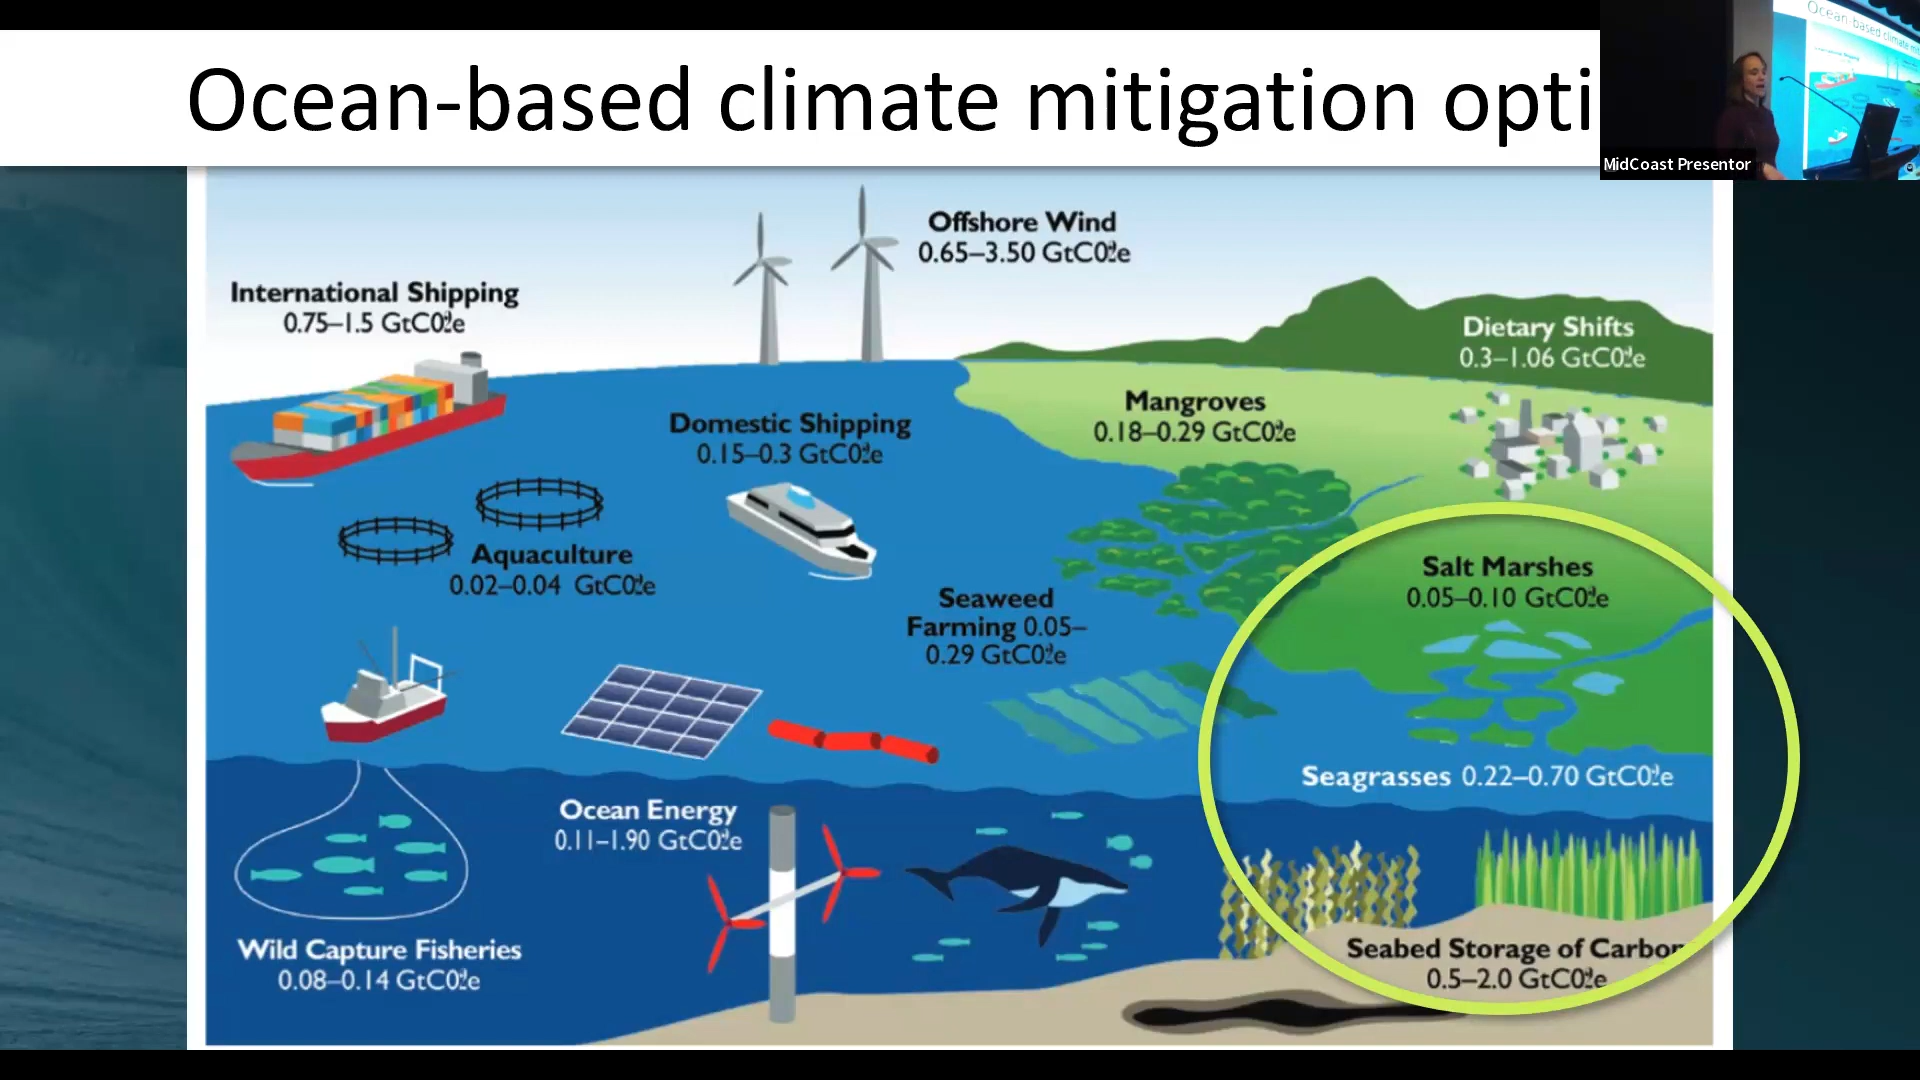 Ocean-based climate mitigation opti
Ocean-based climate mit
MidCoast Presentor
Offshore Wind
0.65–3.50 GtCO₂e
International Shipping
0.75–1.5 GtCO₂e
Dietary Shifts
0.3–1.06 GtCO₂e
Mangroves
0.18–0.29 GtCO₂e
Domestic Shipping
0.15–0.3 GtCO₂e
Aquaculture
0.02–0.04 GtCO₂e
Salt Marshes
0.05–0.10 GtCO₂e
Seaweed
Farming 0.05–
0.29 GtCO₂e
Seagrasses 0.22–0.70 GtCO₂e
Ocean Energy
0.11–1.90 GtCO₂e
Wild Capture Fisheries
0.08–0.14 GtCO₂e
Seabed Storage of Carbon
0.5–2.0 GtCO₂e